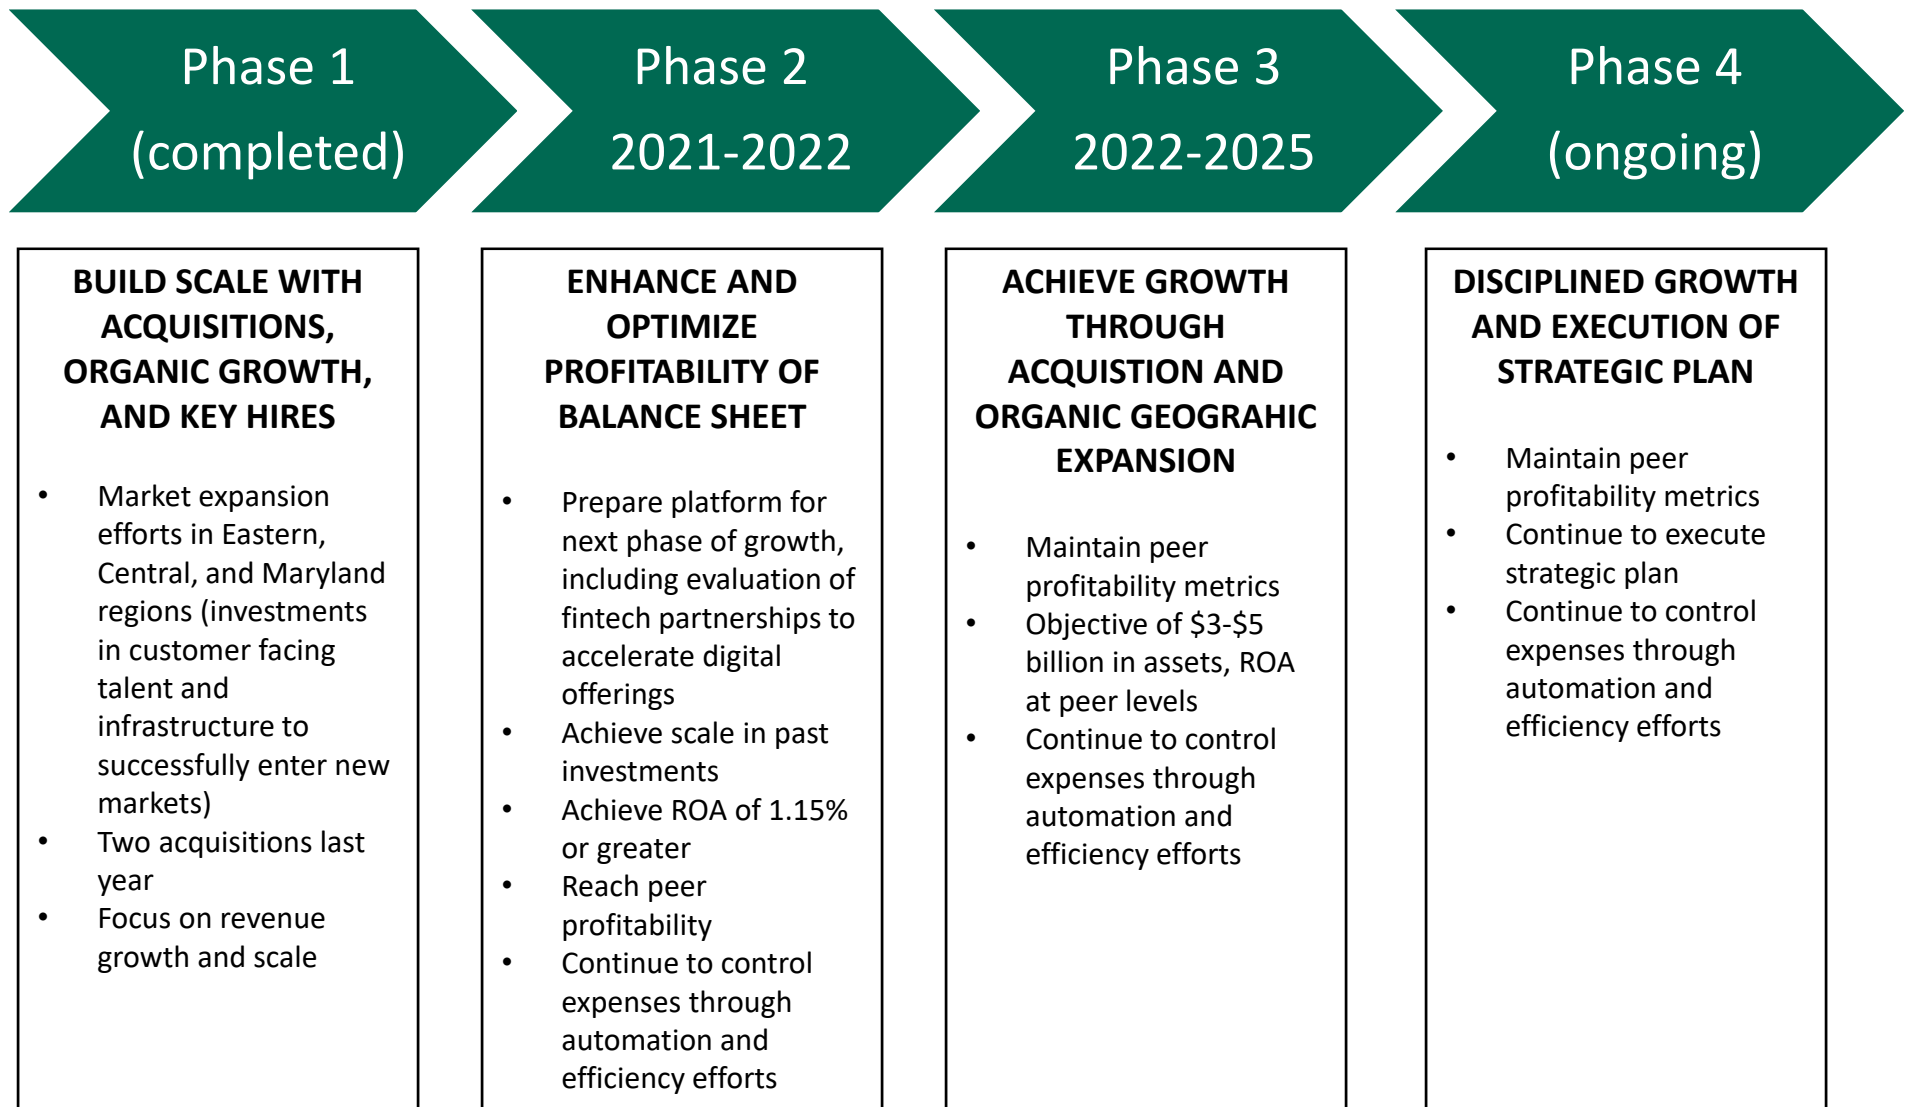 Phase 1
(completed)
Phase 2
2021-2022
Phase 3
2022-2025
Phase 4
(ongoing)
BUILD SCALE WITH
ACQUISITIONS,
ORGANIC GROWTH,
AND KEY HIRES
• Market expansion
efforts in Eastern,
Central, and Maryland
regions (investments
in customer facing
talent and
infrastructure to
successfully enter new
markets)
• Two acquisitions last
year
• Focus on revenue
growth and scale
ENHANCE AND
OPTIMIZE
PROFITABILITY OF
BALANCE SHEET
• Prepare platform for
next phase of growth,
including evaluation of
fintech partnerships to
accelerate digital
offerings
• Achieve scale in past
investments
• Achieve ROA of 1.15%
or greater
• Reach peer
profitability
• Continue to control
expenses through
automation and
efficiency efforts
ACHIEVE GROWTH
THROUGH
ACQUISTION AND
ORGANIC GEOGRAHIC
EXPANSION
• Maintain peer
profitability metrics
• Objective of $3-$5
billion in assets, ROA
at peer levels
• Continue to control
expenses through
automation and
efficiency efforts
DISCIPLINED GROWTH
AND EXECUTION OF
STRATEGIC PLAN
• Maintain peer
profitability metrics
• Continue to execute
strategic plan
• Continue to control
expenses through
automation and
efficiency efforts